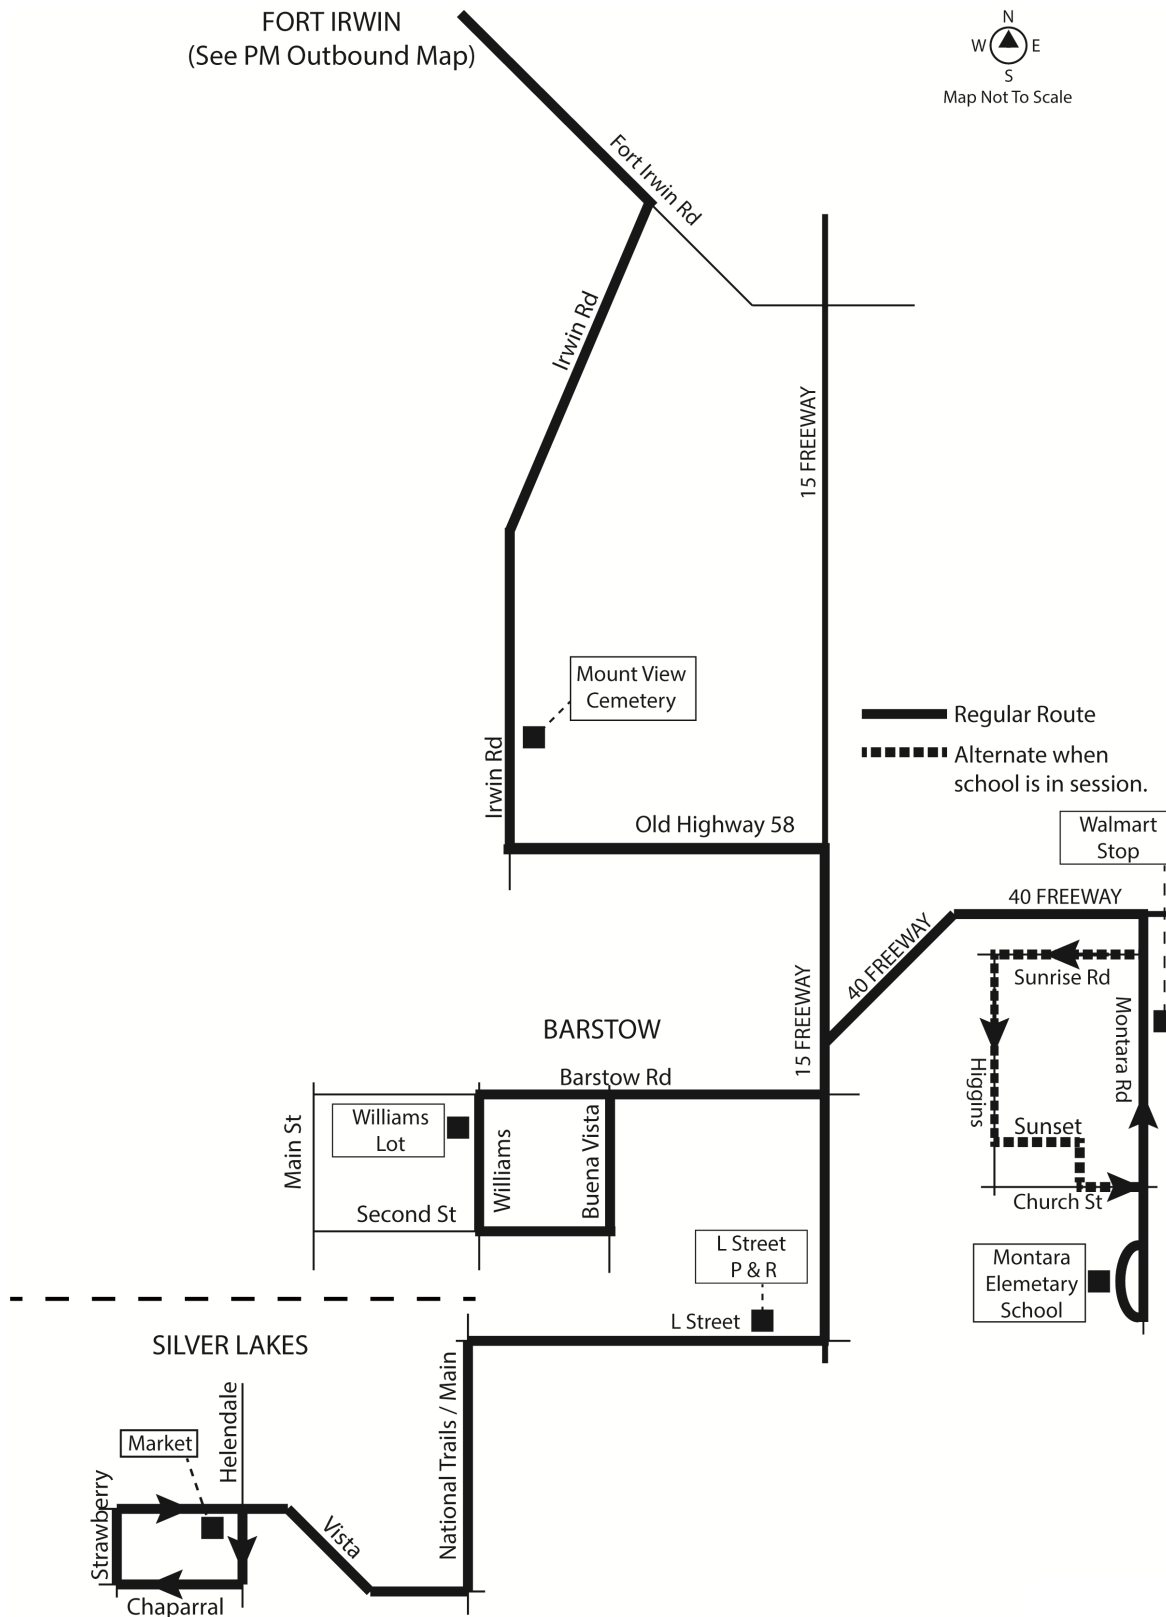 FORT IRWIN
(See PM Outbound Map)
N
W E
S
Map Not To Scale
Fort Irwin Rd
Irwin Rd
15 FREEWAY
Mount View
Cemetery
Irwin Rd
Regular Route
Alternate when
school is in session.
Old Highway 58
Walmart
Stop
40 FREEWAY
40 FREEWAY
Sunrise Rd
15 FREEWAY
Montara Rd
BARSTOW
Barstow Rd
Higgins
Main St
Williams
Lot
Williams
Buena Vista
Sunset
Second St
Church St
L Street
P & R
Montara
Elemetary
School
L Street
SILVER LAKES
National Trails / Main
Helendale
Market
Strawberry
Vista
Chaparral